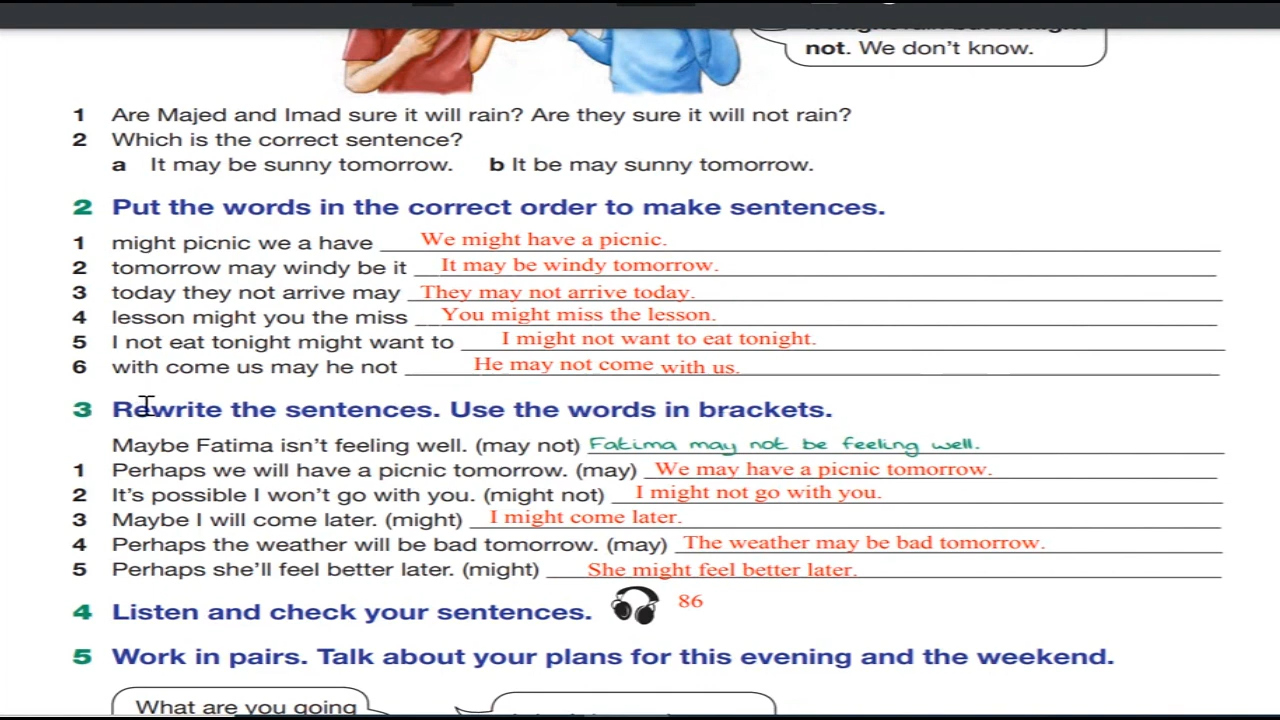 not. We don't know.
1 Are Majed and Imad sure it will rain? Are they sure it will not rain?
2 Which is the correct sentence?
a It may be sunny tomorrow. b It be may sunny tomorrow.
2 Put the words in the correct order to make sentences.
1 might picnic we a have We might have a picnic.
2 tomorrow may windy be it It may be windy tomorrow.
3 today they not arrive may They may not arrive today.
4 lesson might you the miss You might miss the lesson.
5 I not eat tonight might want to I might not want to eat tonight.
6 with come us may he not He may not come with us.
3 Rewrite the sentences. Use the words in brackets.
Maybe Fatima isn't feeling well. (may not) Fatima may not be feeling well.
1 Perhaps we will have a picnic tomorrow. (may) We may have a picnic tomorrow.
2 It's possible I won't go with you. (might not) I might not go with you.
3 Maybe I will come later. (might) I might come later.
4 Perhaps the weather will be bad tomorrow. (may) The weather may be bad tomorrow.
5 Perhaps she'll feel better later. (might) She might feel better later.
4 Listen and check your sentences. 86
5 Work in pairs. Talk about your plans for this evening and the weekend.
What are you going